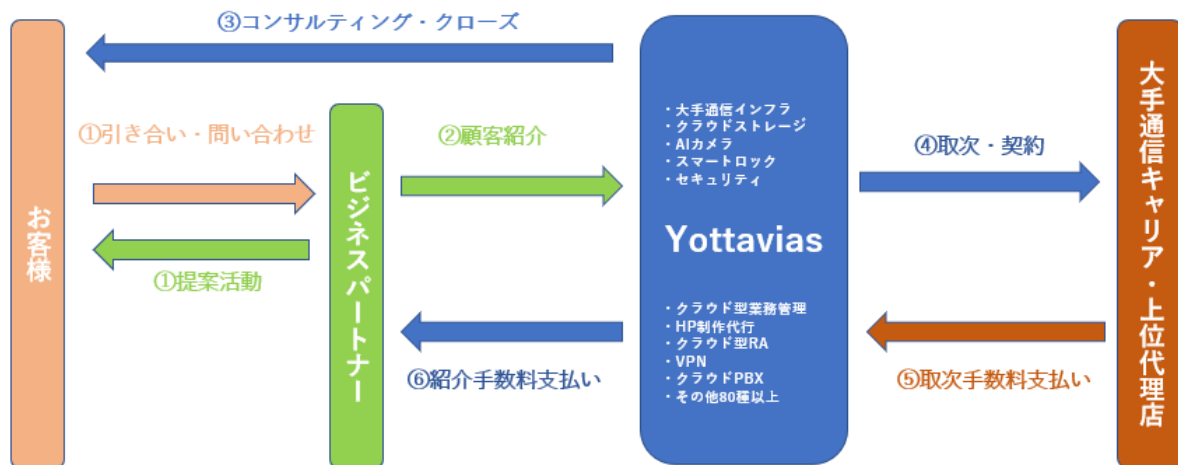 ③コンサルティング・クローズ
お客様
①引き合い・問い合わせ
①提案活動
ビジネスパートナー
②顧客紹介
⑥紹介手数料支払い
・大手通信インフラ
・クラウドストレージ
・AIカメラ
・スマートロック
・セキュリティ
Yottavias
・クラウド型業務管理
・HP制作代行
・クラウド型RA
・VPN
・クラウドPBX
・その他80種以上
④取次・契約
⑤取次手数料支払い
大手通信キャリア・上位代理店